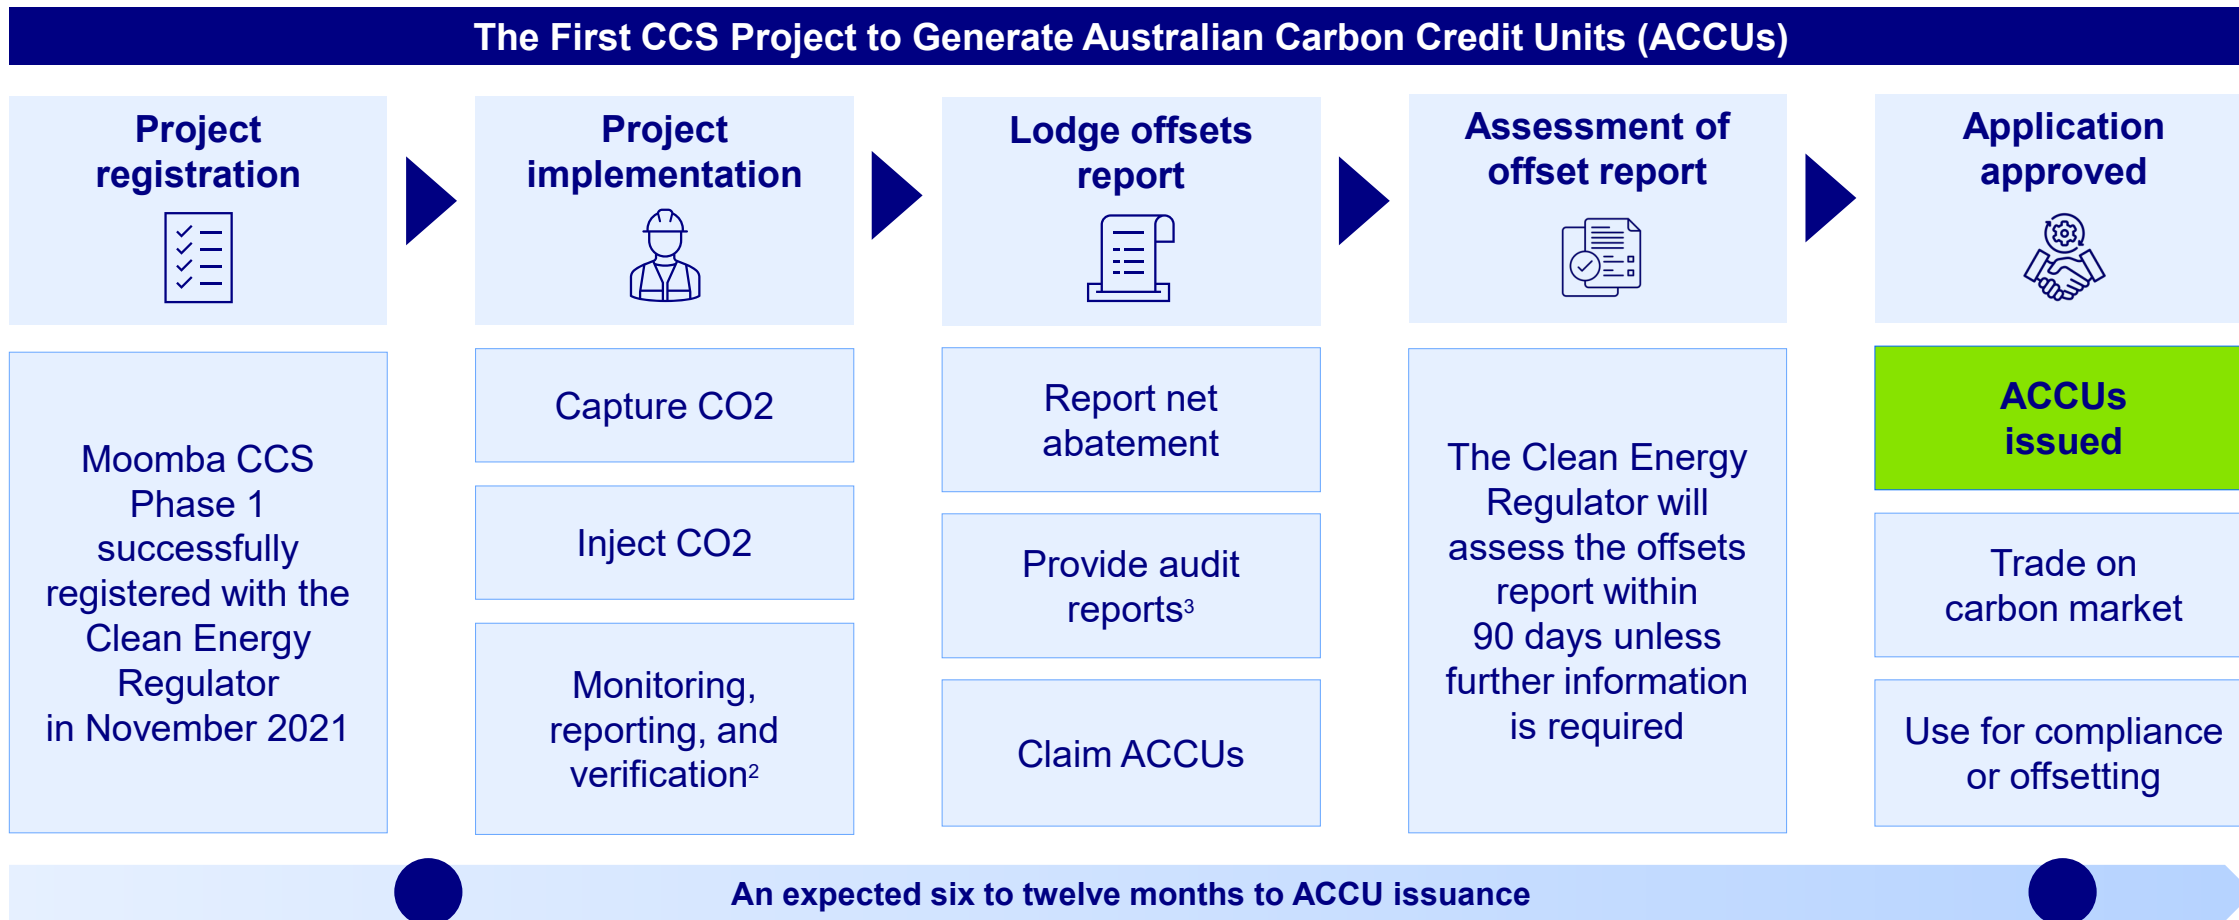 The First CCS Project to Generate Australian Carbon Credit Units (ACCUs)
Project
registration
Moomba CCS
Phase 1
successfully
registered with the
Clean Energy
Regulator
in November 2021
Project
implementation
Capture CO2
Inject CO2
Monitoring,
reporting, and
verification²
Lodge offsets
report
Report net
abatement
Provide audit
reports³
Claim ACCUs
Assessment of
offset report
The Clean Energy
Regulator will
assess the offsets
report within
90 days unless
further information
is required
Application
approved
ACCUs
issued
Trade on
carbon market
Use for compliance
or offsetting
An expected six to twelve months to ACCU issuance